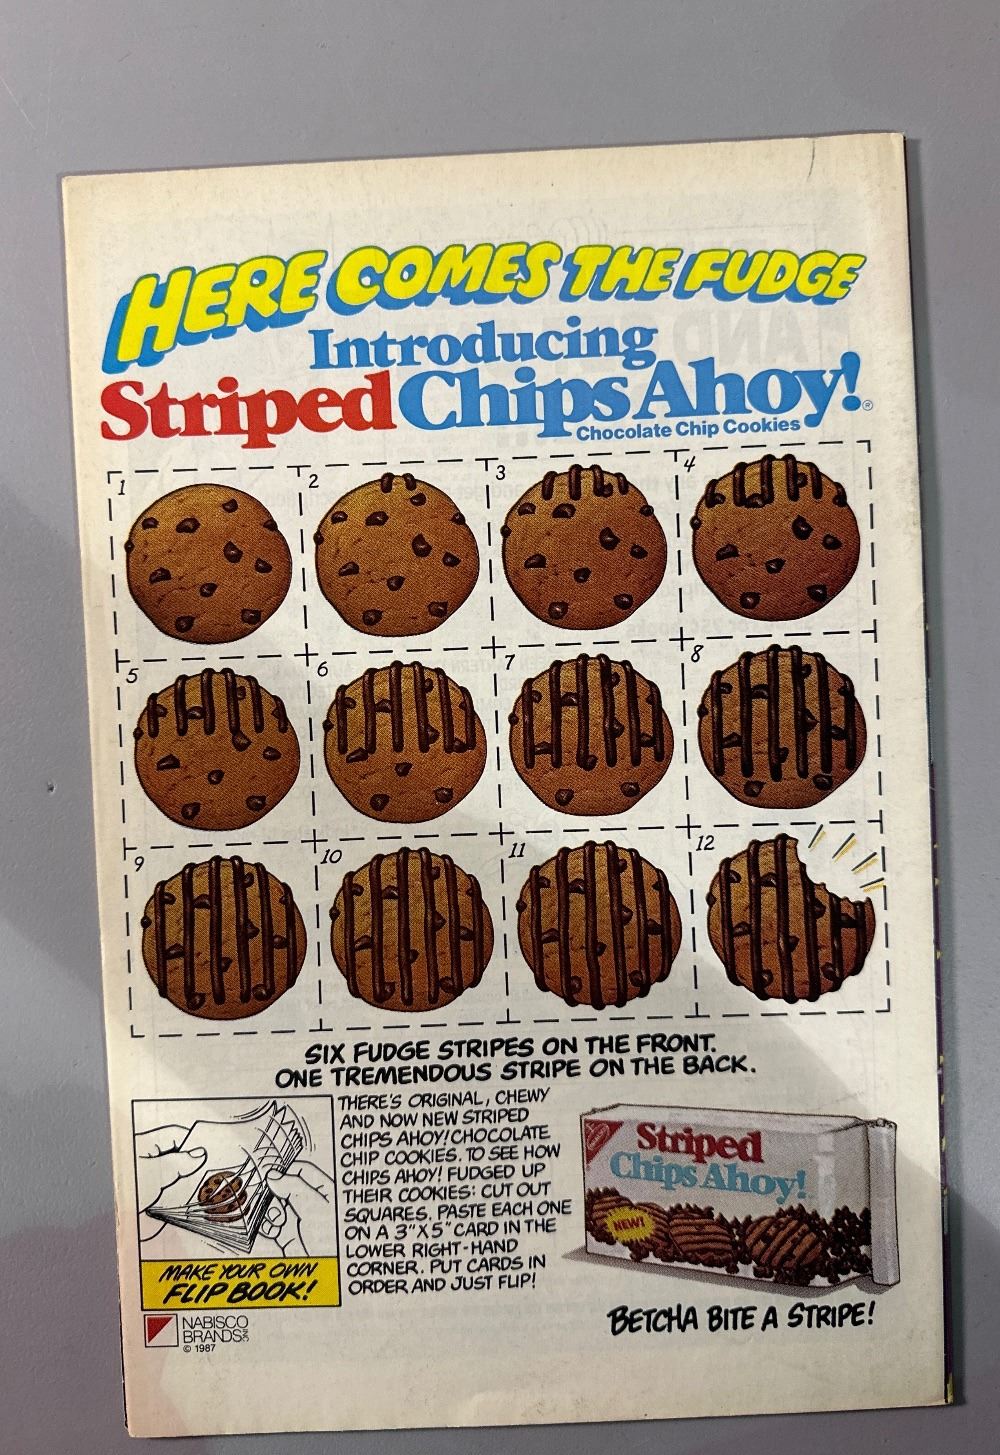 HERE COMES THE FUDGE
Introducing
Striped Chips Ahoy!®
Chocolate Chip Cookies
1
2
3
4
5
6
7
8
9
10
11
12
SIX FUDGE STRIPES ON THE FRONT.
ONE TREMENDOUS STRIPE ON THE BACK.
THERE'S ORIGINAL, CHEWY
AND NOW NEW STRIPED
CHIPS AHOY! CHOCOLATE
CHIP COOKIES. TO SEE HOW
CHIPS AHOY! FUDGED UP
THEIR COOKIES: CUT OUT
SQUARES. PASTE EACH ONE
ON A 3"X5" CARD IN THE
LOWER RIGHT-HAND
CORNER. PUT CARDS IN
ORDER AND JUST FLIP!
MAKE YOUR OWN
FLIP BOOK!
NABISCO
BRANDS INC
© 1987
Striped
Chips Ahoy!
NEW!
BETCHA BITE A STRIPE!